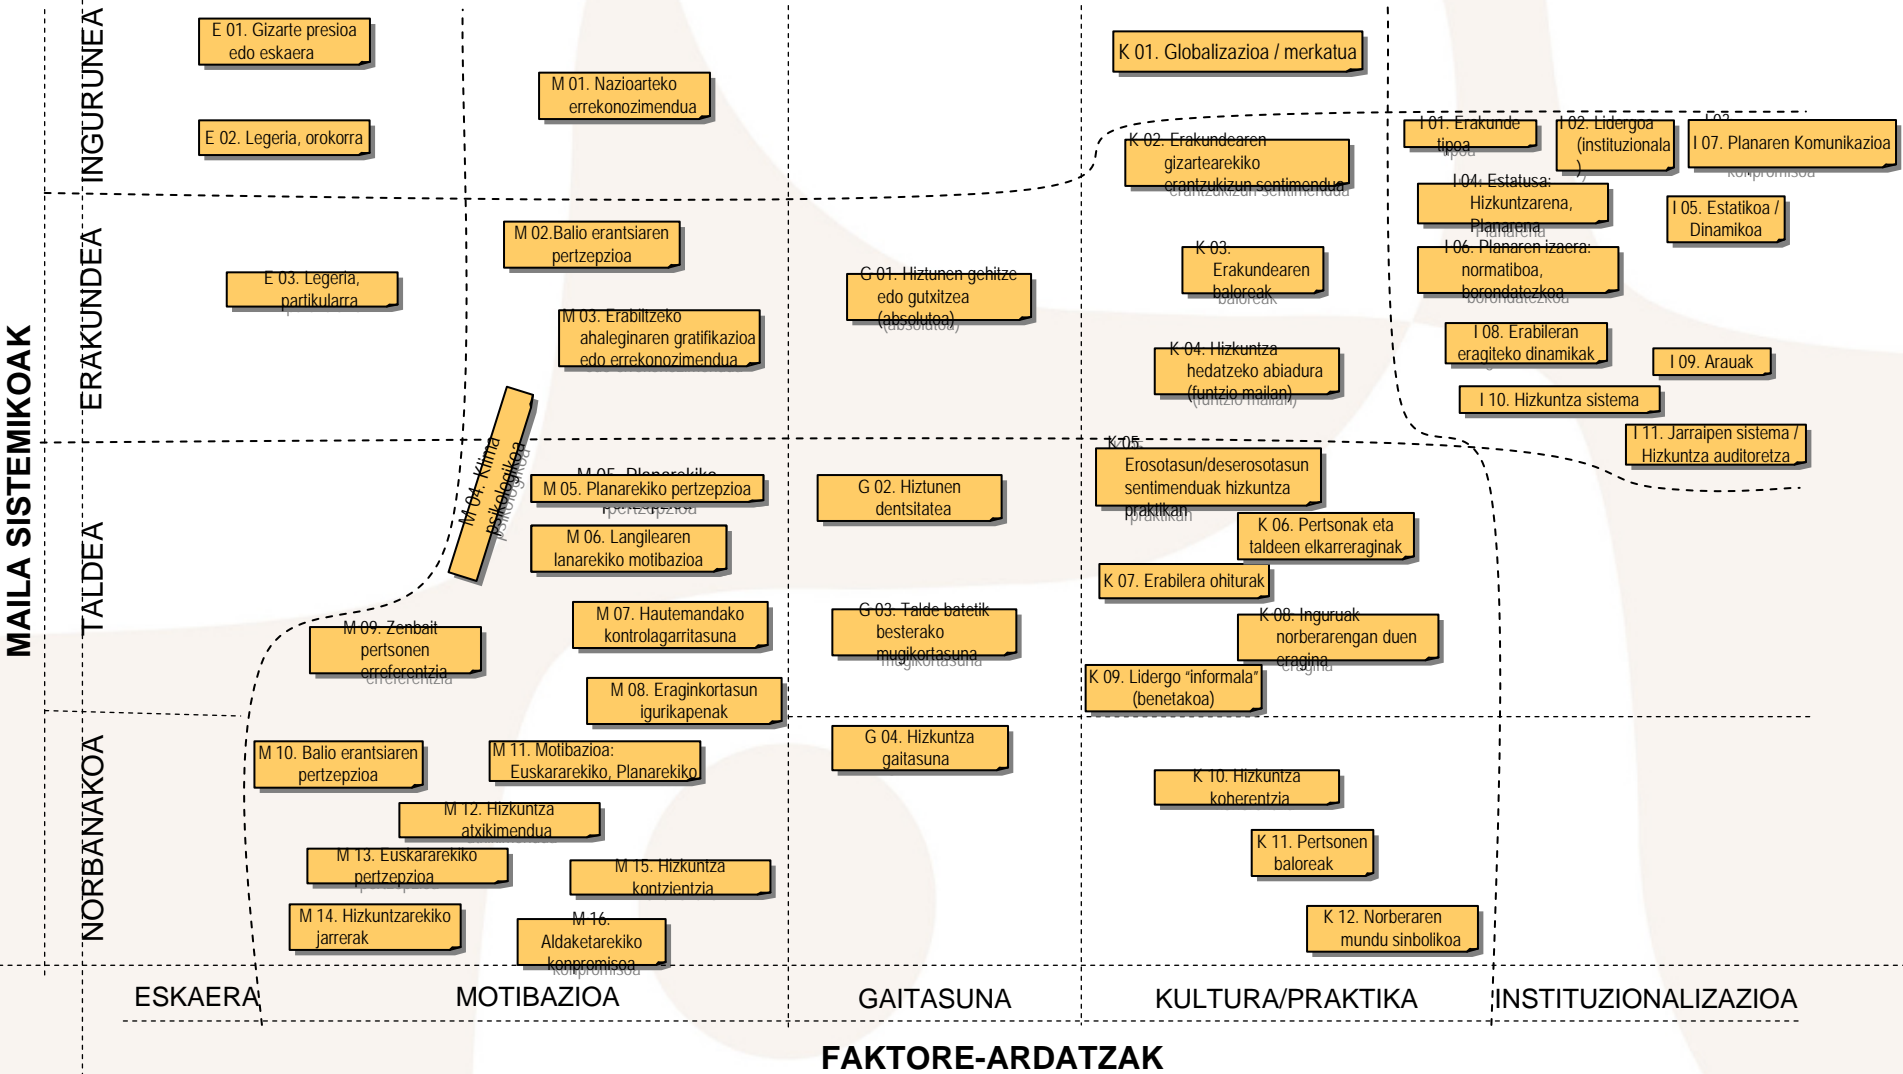 MAILA SISTEMIKOAK
INGURUNEA
ERAKUNDEA
TALDEA
NORBANAKOA
E 01. Gizarte presioa
edo eskaera
E 02. Legeria, orokorra
E 03. Legeria,
partikularra
M 01. Nazioarteko
errekonozimendua
M 02.Balio erantsiaren
pertzepzioa
M 03. Erabiltzeko
ahaleginaren gratifikazioa
edo errekonozimendua
M 04. Klima
psikologikoa
M 05. Planarekiko
M 05. Planarekiko pertzepzioa
pertzepzioa
M 06. Langilearen
lanarekiko motibazioa
M 07. Hautemandako
kontrolagarritasuna
M 08. Eraginkortasun
igurikapenak
M 09. Zenbait
pertsonen
erreferentzia
M 10. Balio erantsiaren
pertzepzioa
M 11. Motibazioa:
Euskararekiko, Planarekiko
M 12. Hizkuntza
atxikimendua
M 13. Euskararekiko
pertzepzioa
M 14. Hizkuntzarekiko
jarrerak
M 15. Hizkuntza
kontzientzia
M 16.
Aldaketarekiko
konpromisoa
G 01. Hiztunen gehitze
edo gutxitzea
(absolutoa)
G 02. Hiztunen
dentsitatea
G 03. Talde batetik
besterako
mugikortasuna
G 04. Hizkuntza
gaitasuna
K 01. Globalizazioa / merkatua
K 02. Erakundearen
gizartearekiko
erantzukizun sentimendua
K 03.
Erakundearen
baloreak
K 04. Hizkuntza
hedatzeko abiadura
(funtzio mailan)
K 05.
Erosotasun/deserosotasun
sentimenduak hizkuntza
praktikan
K 06. Pertsonak eta
taldeen elkarreraginak
K 07. Erabilera ohiturak
K 08. Inguruak
norberarengan duen
eragina
K 09. Lidergo “informala”
(benetakoa)
K 10. Hizkuntza
koherentzia
K 11. Pertsonen
baloreak
K 12. Norberaren
mundu sinbolikoa
I 01. Erakunde
tipoa
I 02. Lidergoa
(instituzionala
)
I 03.
I 07. Planaren Komunikazioa
konpromisoa
I 04. Estatusa:
Hizkuntzarena,
Planarena
I 05. Estatikoa /
Dinamikoa
I 06. Planaren izaera:
normatiboa,
borondatezkoa
I 08. Erabileran
eragiteko dinamikak
I 09. Arauak
I 10. Hizkuntza sistema
I 11. Jarraipen sistema /
Hizkuntza auditoretza
ESKAERA
MOTIBAZIOA
GAITASUNA
KULTURA/PRAKTIKA
INSTITUZIONALIZAZIOA
FAKTORE-ARDATZAK